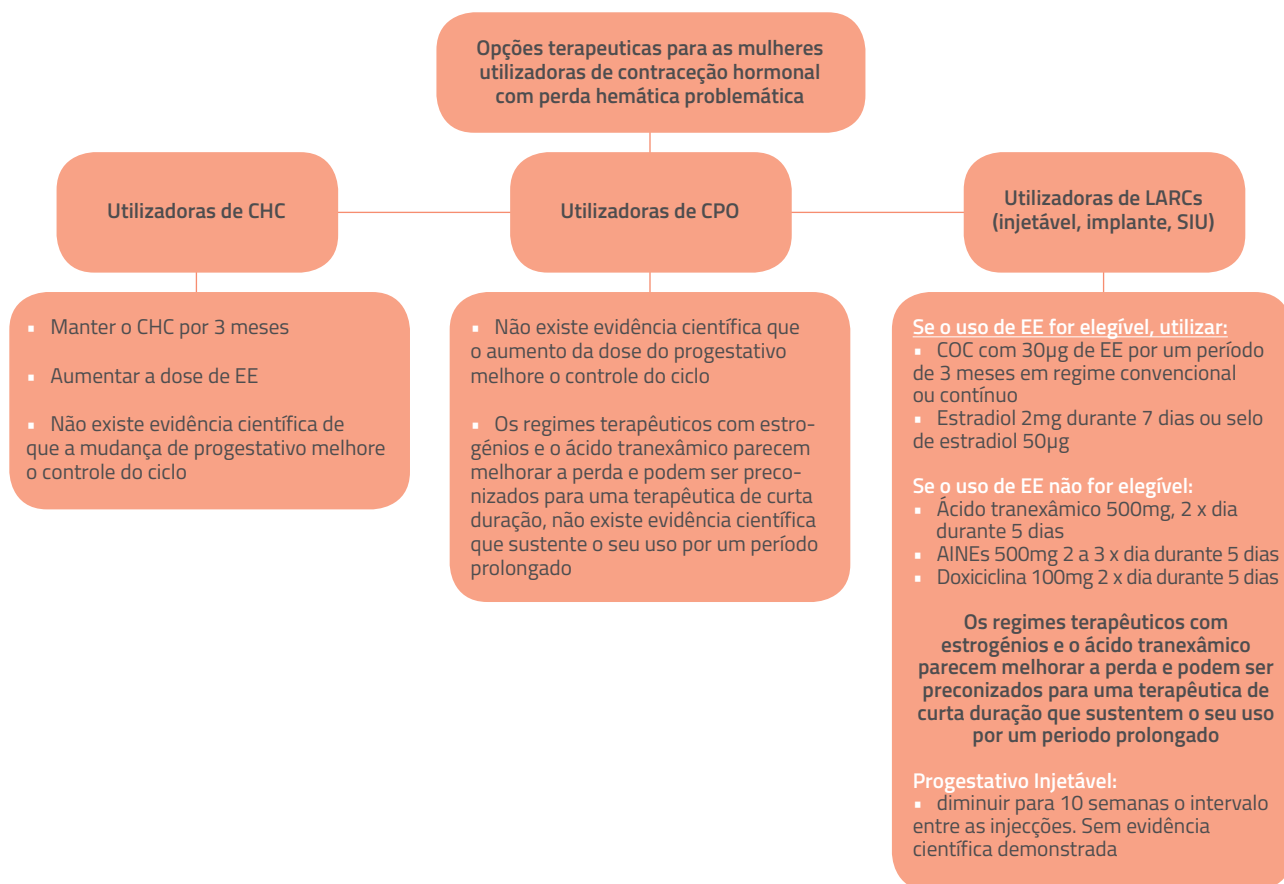 Opções terapeuticas para as mulheres
utilizadoras de contraceção hormonal
com perda hemática problemática
Utilizadoras de CHC
Utilizadoras de CPO
Utilizadoras de LARCs
(injetável, implante, SIU)
▪ Manter o CHC por 3 meses
▪ Aumentar a dose de EE
▪ Não existe evidência científica de
que a mudança de progestativo melhore
o controle do ciclo
▪ Não existe evidência científica que
o aumento da dose do progestativo
melhore o controle do ciclo
▪ Os regimes terapêuticos com estro-
génios e o ácido tranexâmico parecem
melhorar a perda e podem ser preco-
nizados para uma terapêutica de curta
duração, não existe evidência científica
que sustente o seu uso por um período
prolongado
Se o uso de EE for elegível, utilizar:
▪ COC com 30µg de EE por um período
de 3 meses em regime convencional
ou contínuo
▪ Estradiol 2mg durante 7 dias ou selo
de estradiol 50µg
Se o uso de EE não for elegível:
▪ Ácido tranexâmico 500mg, 2 x dia
durante 5 dias
▪ AINEs 500mg 2 a 3 x dia durante 5 dias
▪ Doxiciclina 100mg 2 x dia durante 5 dias
Os regimes terapêuticos com
estrogénios e o ácido tranexâmico
parecem melhorar a perda e podem ser
preconizados para uma terapêutica de
curta duração que sustentem o seu uso
por um periodo prolongado
Progestativo Injetável:
▪ diminuir para 10 semanas o intervalo
entre as injecções. Sem evidência
científica demonstrada